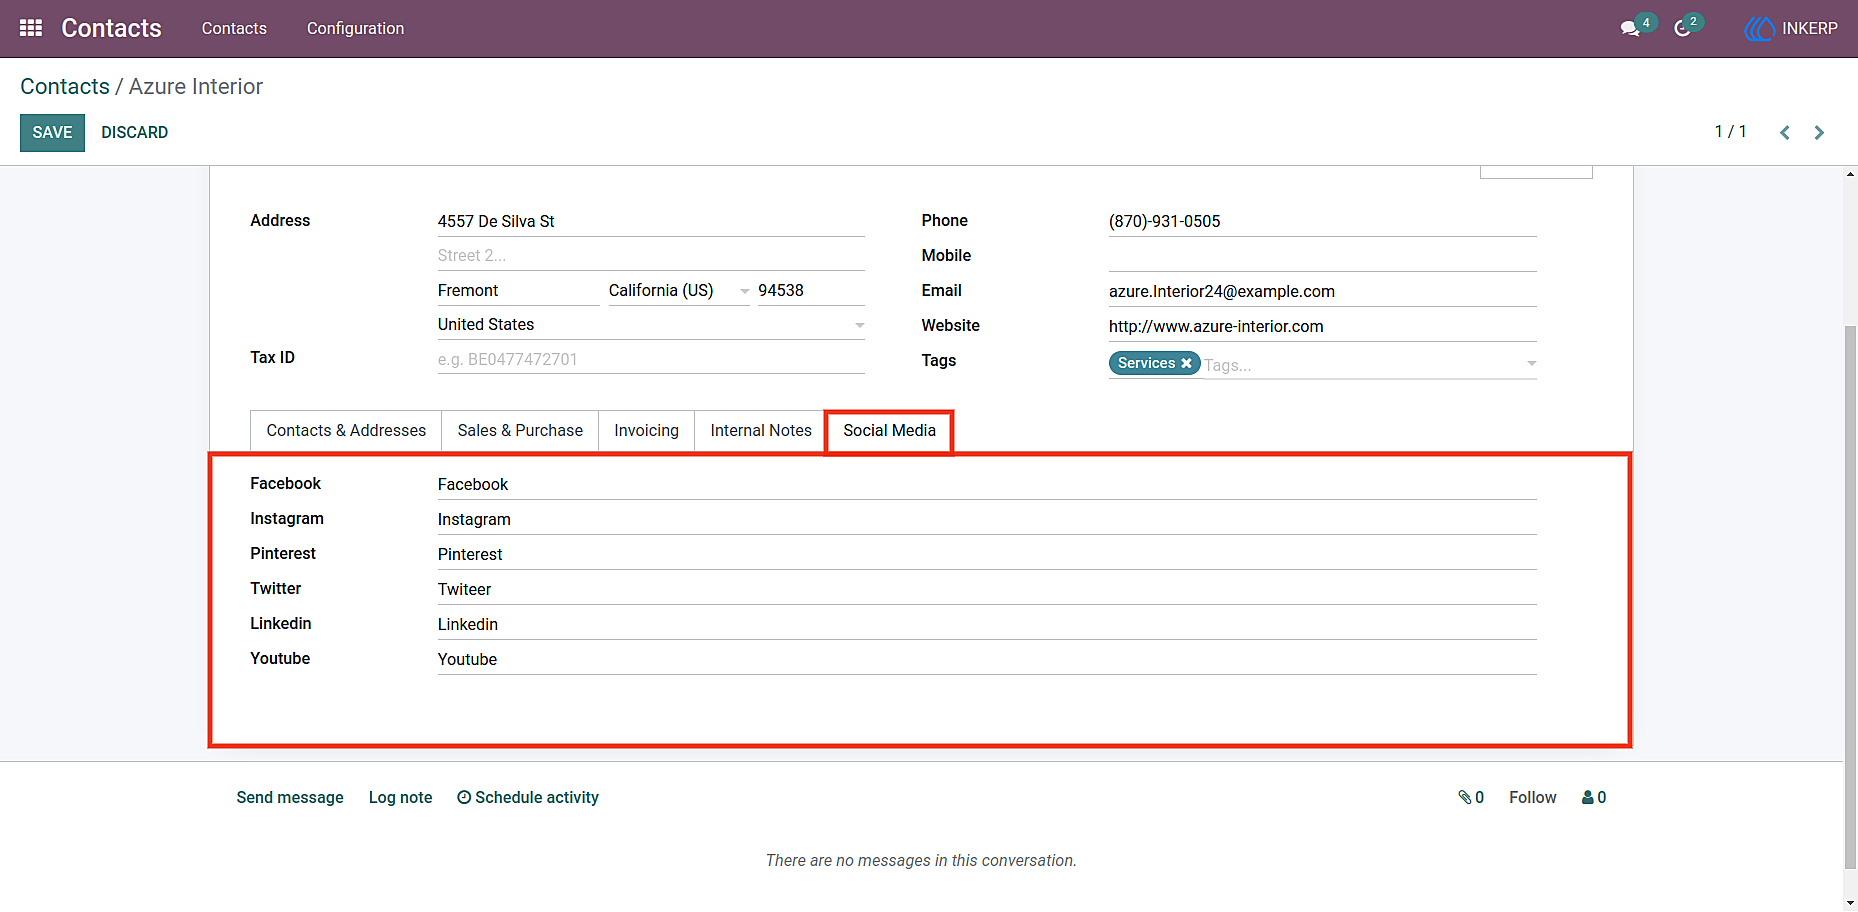 Contacts Contacts Configuration 4 2 INKERP
Contacts / Azure Interior
SAVE DISCARD 1 / 1
Address 4557 De Silva St Phone (870)-931-0505
Street 2... Mobile
Fremont California (US) 94538 Email azure.Interior24@example.com
United States Website http://www.azure-interior.com
Tax ID e.g. BE0477472701 Tags Services Tags...
Contacts & Addresses Sales & Purchase Invoicing Internal Notes Social Media
Facebook Facebook
Instagram Instagram
Pinterest Pinterest
Twitter Twiteer
Linkedin Linkedin
Youtube Youtube
Send message Log note Schedule activity 0 Follow 0
There are no messages in this conversation.